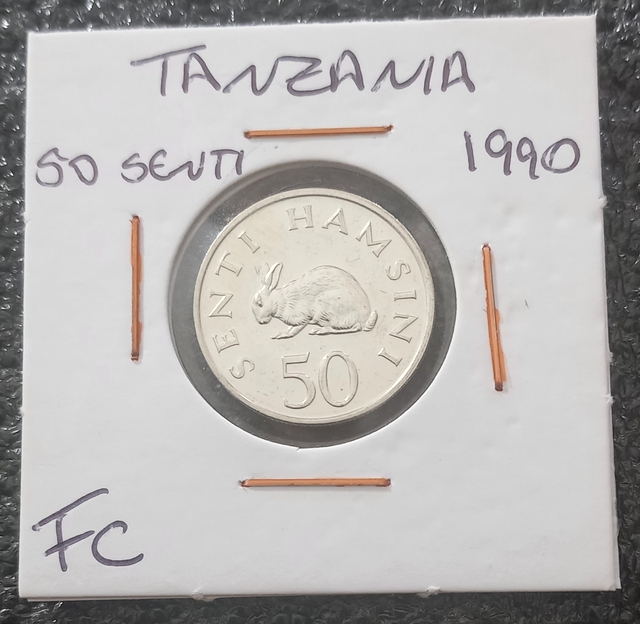 TANZANIA
50 SENTI 1990
SENTI HAMSINI
50
FC